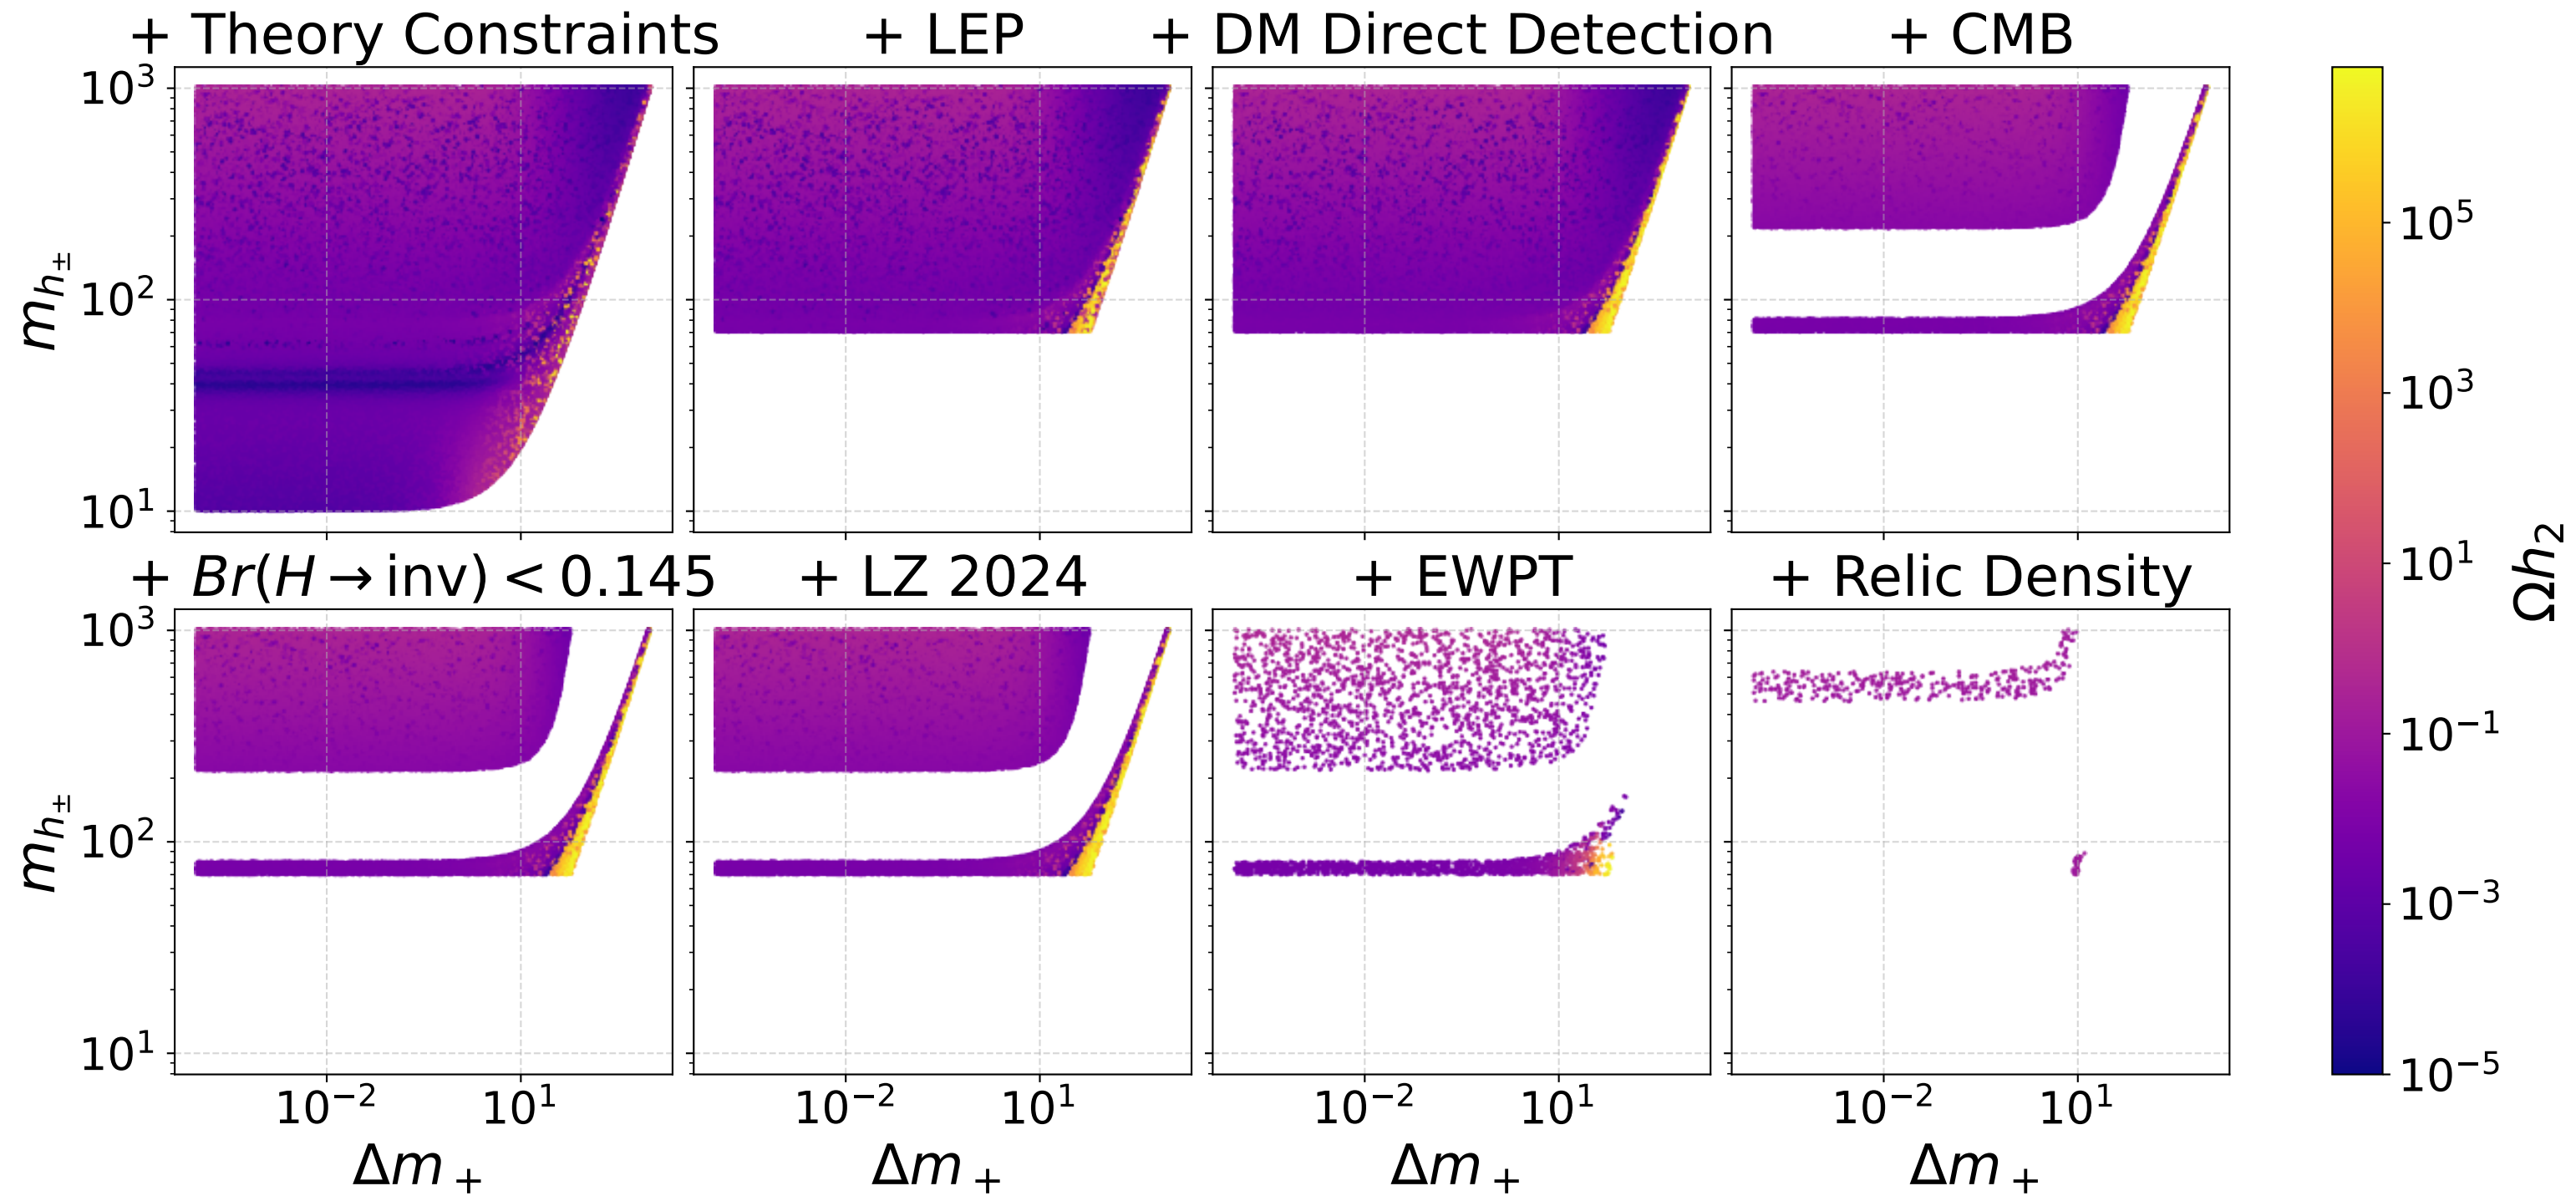 + Theory Constraints
+ LEP
+ DM Direct Detection
+ CMB
10³
10²
10¹
m_{h_±}
+ Br(H → inv) < 0.145
+ LZ 2024
+ EWPT
+ Relic Density
10³
10²
10¹
m_{h_±}
10⁻² 10¹
10⁻² 10¹
10⁻² 10¹
10⁻² 10¹
Δm₊
Δm₊
Δm₊
Δm₊
10⁵
10³
10¹
10⁻¹
10⁻³
10⁻⁵
Ωh₂